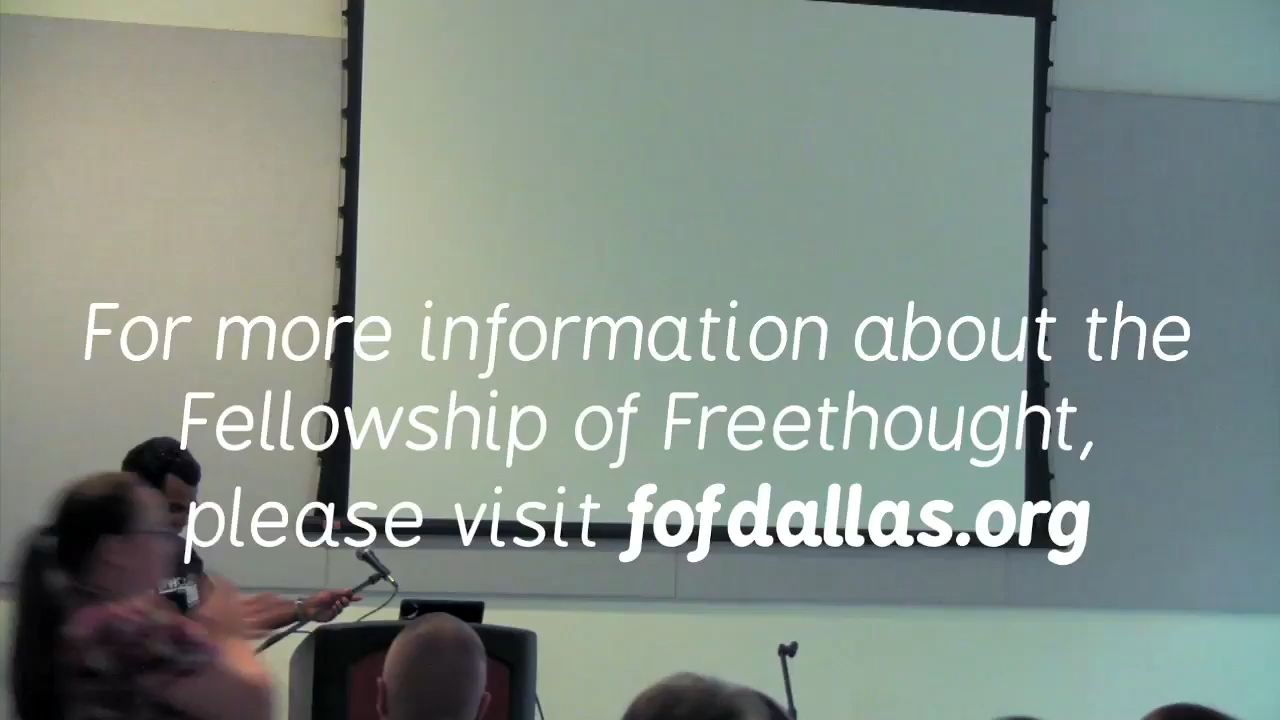 For more information about the
Fellowship of Freethought,
please visit fofdallas.org